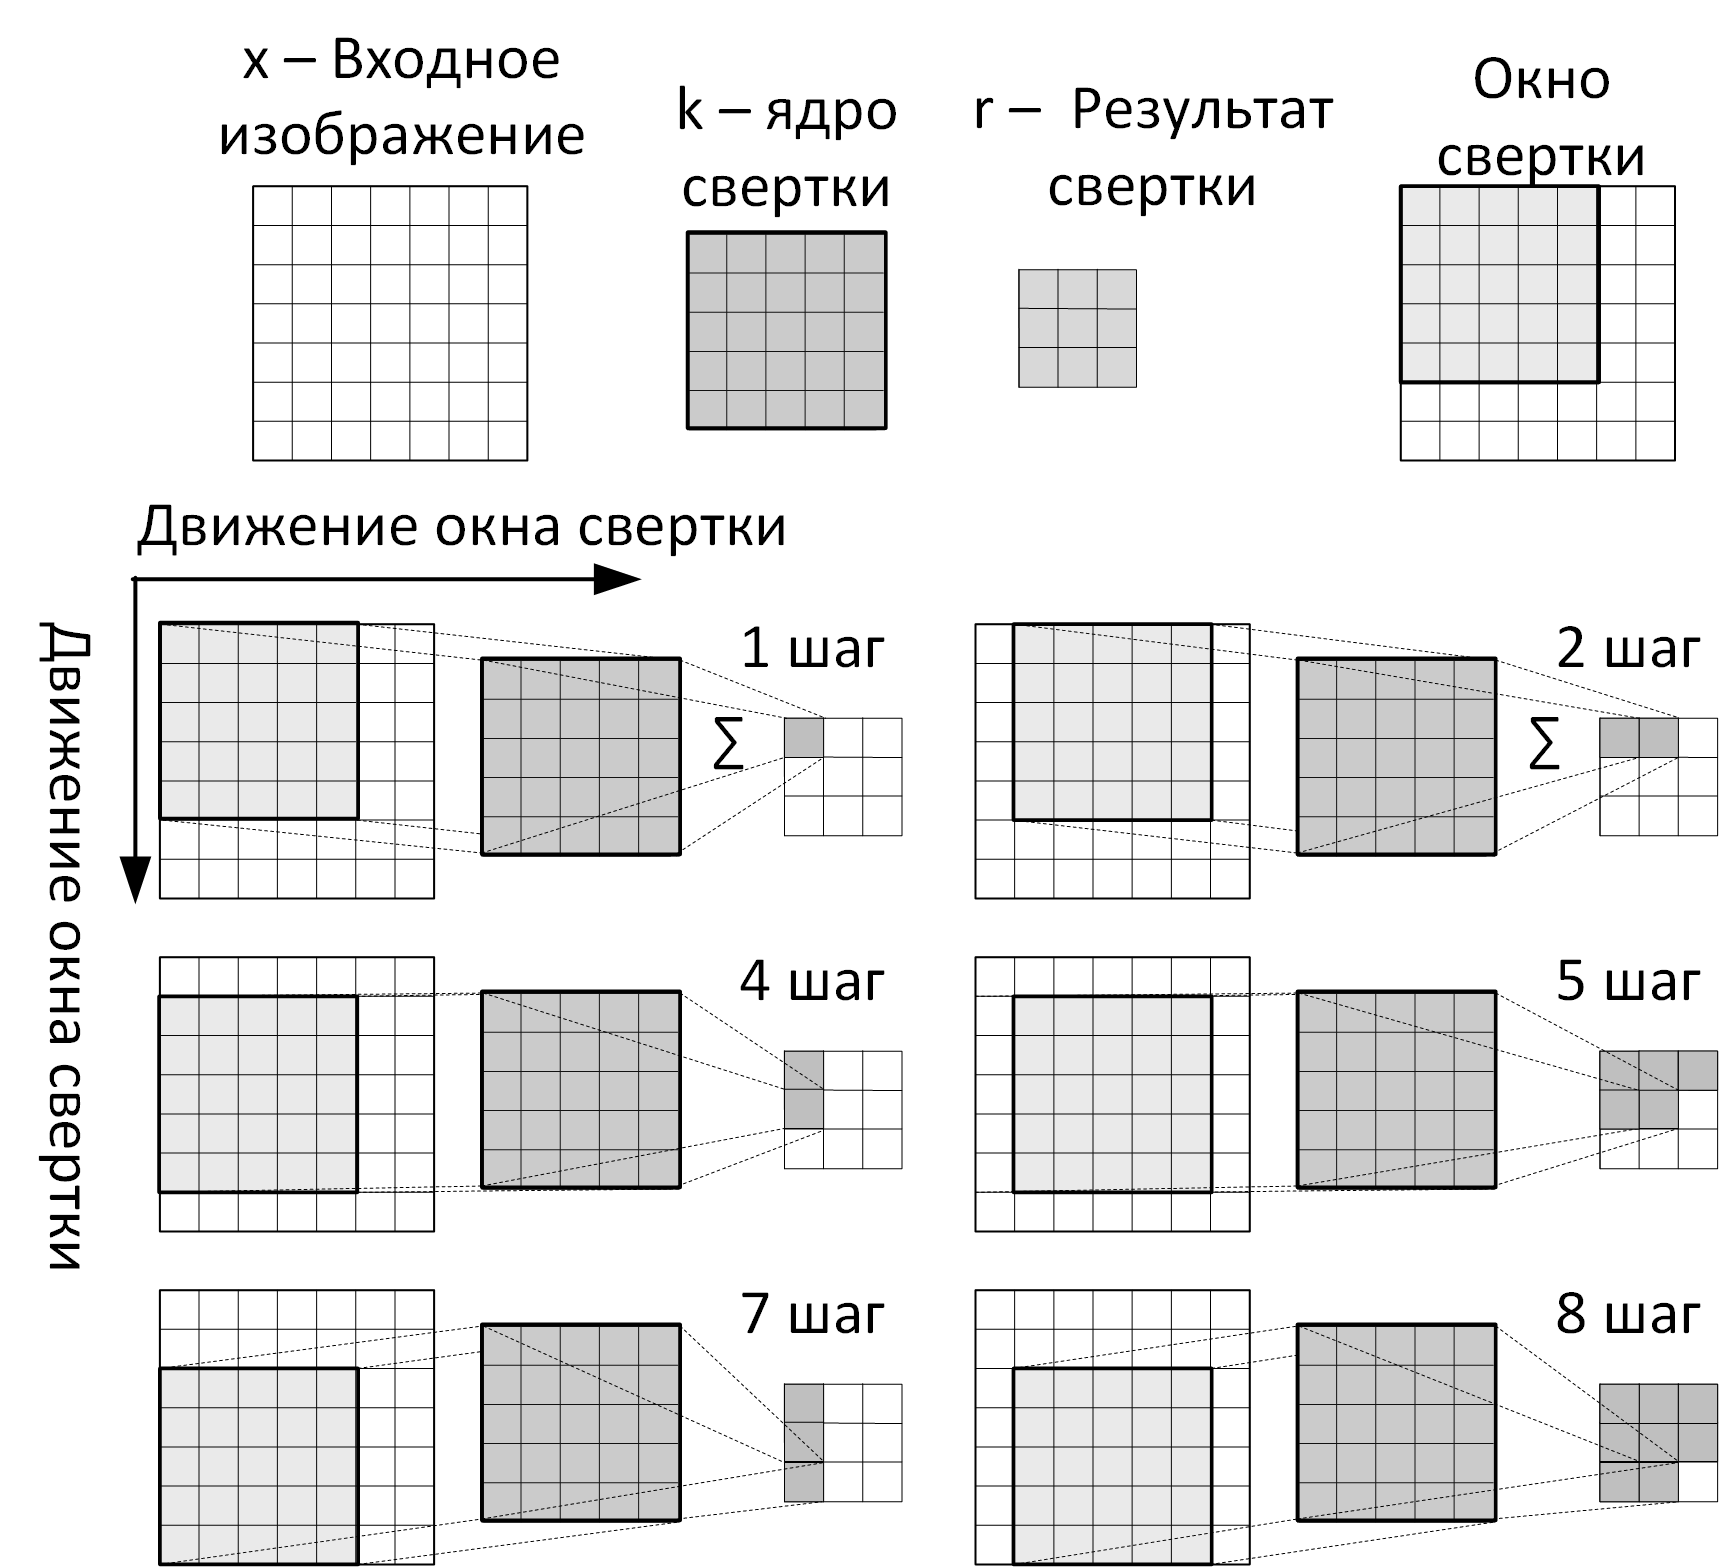 x – Входное
изображение
k – ядро
свертки
r – Результат
свертки
Окно
свертки
Движение окна свертки
Движение окна свертки
1 шаг
∑
2 шаг
∑
4 шаг
5 шаг
7 шаг
8 шаг